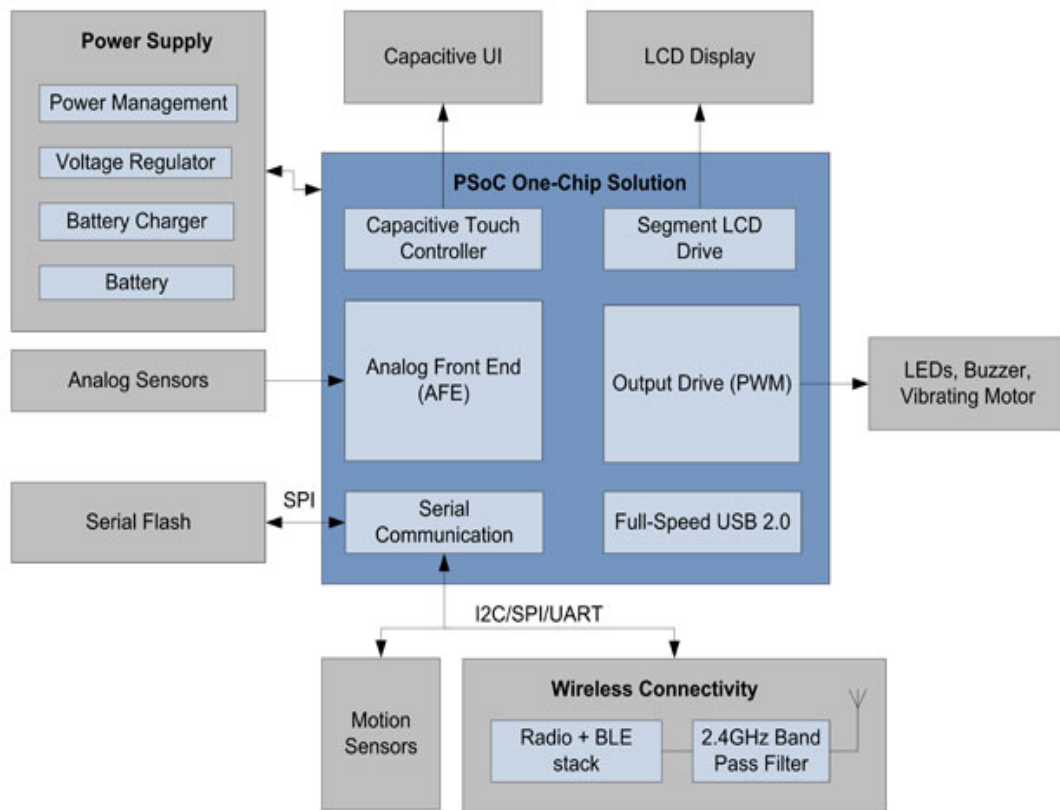 Power Supply
Power Management
Voltage Regulator
Battery Charger
Battery
Capacitive UI
LCD Display
PSoC One-Chip Solution
Capacitive Touch
Controller
Segment LCD
Drive
Analog Sensors
Analog Front End
(AFE)
Output Drive (PWM)
LEDs, Buzzer,
Vibrating Motor
Serial Flash
SPI
Serial
Communication
Full-Speed USB 2.0
I2C/SPI/UART
Motion
Sensors
Wireless Connectivity
Radio + BLE
stack
2.4GHz Band
Pass Filter